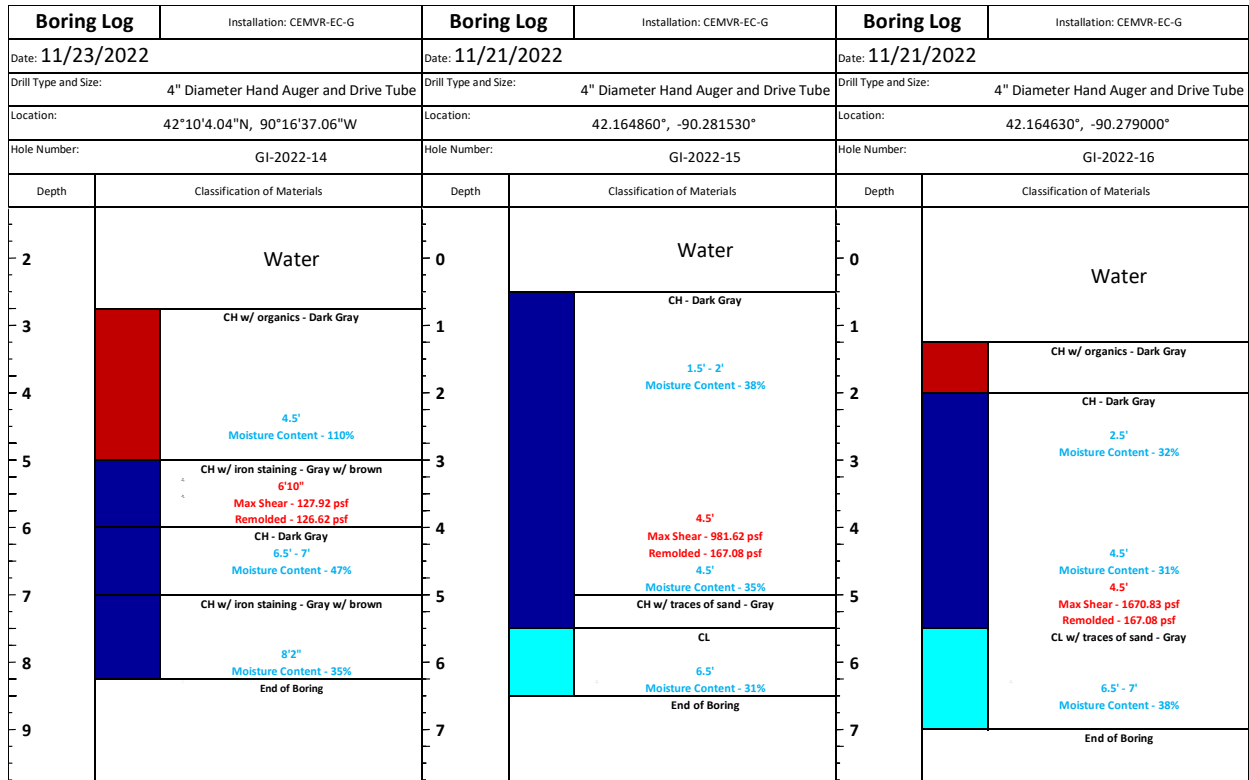 Boring Log
Installation: CEMVR-EC-G
Date: 11/23/2022
Drill Type and Size:
4" Diameter Hand Auger and Drive Tube
Location:
42°10'4.04"N, 90°16'37.06"W
Hole Number:
GI-2022-14
Depth
Classification of Materials
2
Water
CH w/ organics - Dark Gray
3
4
4.5'
Moisture Content - 110%
5
CH w/ iron staining - Gray w/ brown
6'10"
Max Shear - 127.92 psf
Remolded - 126.62 psf
6
CH - Dark Gray
6.5' - 7'
Moisture Content - 47%
7
CH w/ iron staining - Gray w/ brown
8'2"
8
Moisture Content - 35%
End of Boring
9
Boring Log
Installation: CEMVR-EC-G
Date: 11/21/2022
Drill Type and Size:
4" Diameter Hand Auger and Drive Tube
Location:
42.164860°, -90.281530°
Hole Number:
GI-2022-15
Depth
Classification of Materials
Water
0
CH - Dark Gray
1
1.5' - 2'
Moisture Content - 38%
2
3
4.5'
4
Max Shear - 981.62 psf
Remolded - 167.08 psf
4.5'
Moisture Content - 35%
5
CH w/ traces of sand - Gray
CL
6
6.5'
Moisture Content - 31%
End of Boring
7
Boring Log
Installation: CEMVR-EC-G
Date: 11/21/2022
Drill Type and Size:
4" Diameter Hand Auger and Drive Tube
Location:
42.164630°, -90.279000°
Hole Number:
GI-2022-16
Depth
Classification of Materials
0
Water
1
CH w/ organics - Dark Gray
2
CH - Dark Gray
2.5'
Moisture Content - 32%
3
4
4.5'
Moisture Content - 31%
4.5'
5
Max Shear - 1670.83 psf
Remolded - 167.08 psf
CL w/ traces of sand - Gray
6
6.5' - 7'
Moisture Content - 38%
7
End of Boring